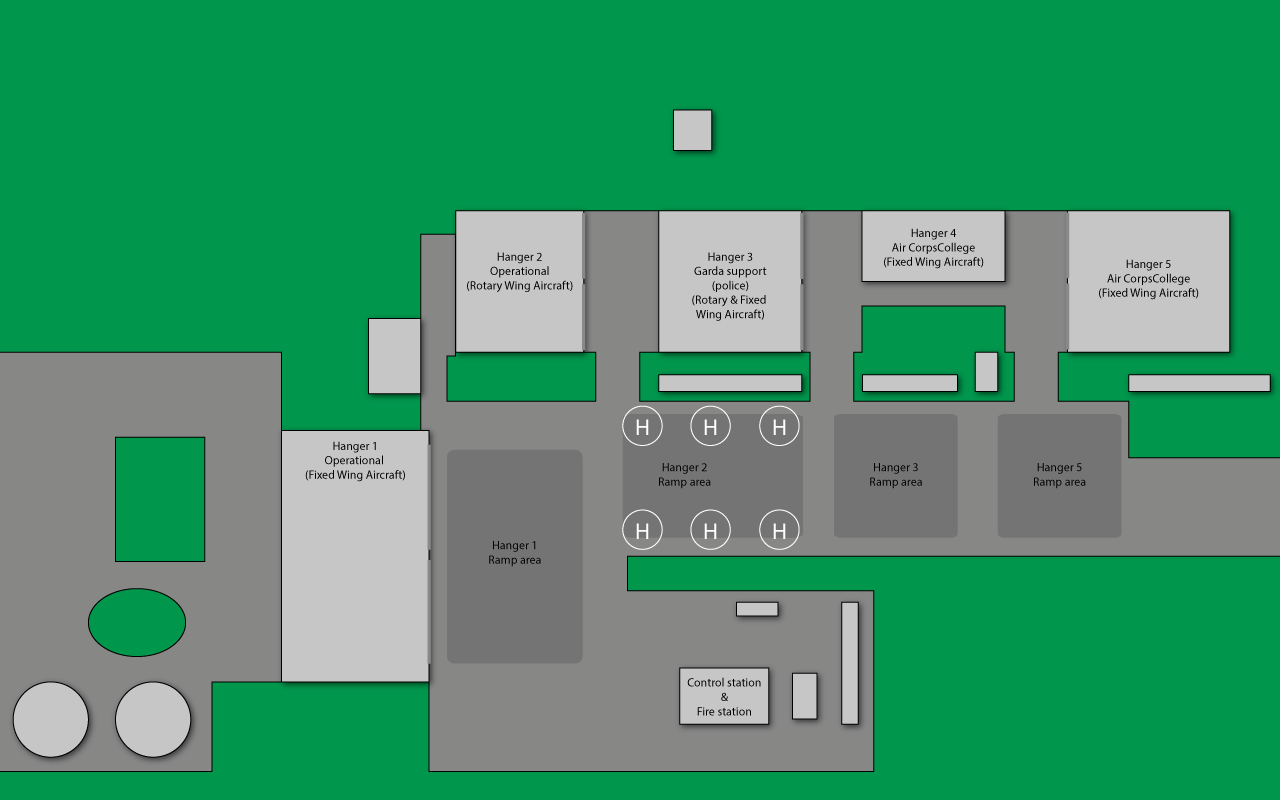 Hanger 2
Operational
(Rotary Wing Aircraft)
Hanger 3
Garda support
(police)
(Rotary & Fixed
Wing Aircraft)
Hanger 4
Air CorpsCollege
(Fixed Wing Aircraft)
Hanger 5
Air CorpsCollege
(Fixed Wing Aircraft)
Hanger 1
Operational
(Fixed Wing Aircraft)
H H H
Hanger 2
Ramp area
Hanger 3
Ramp area
Hanger 5
Ramp area
H H H
Hanger 1
Ramp area
Control station
&
Fire station